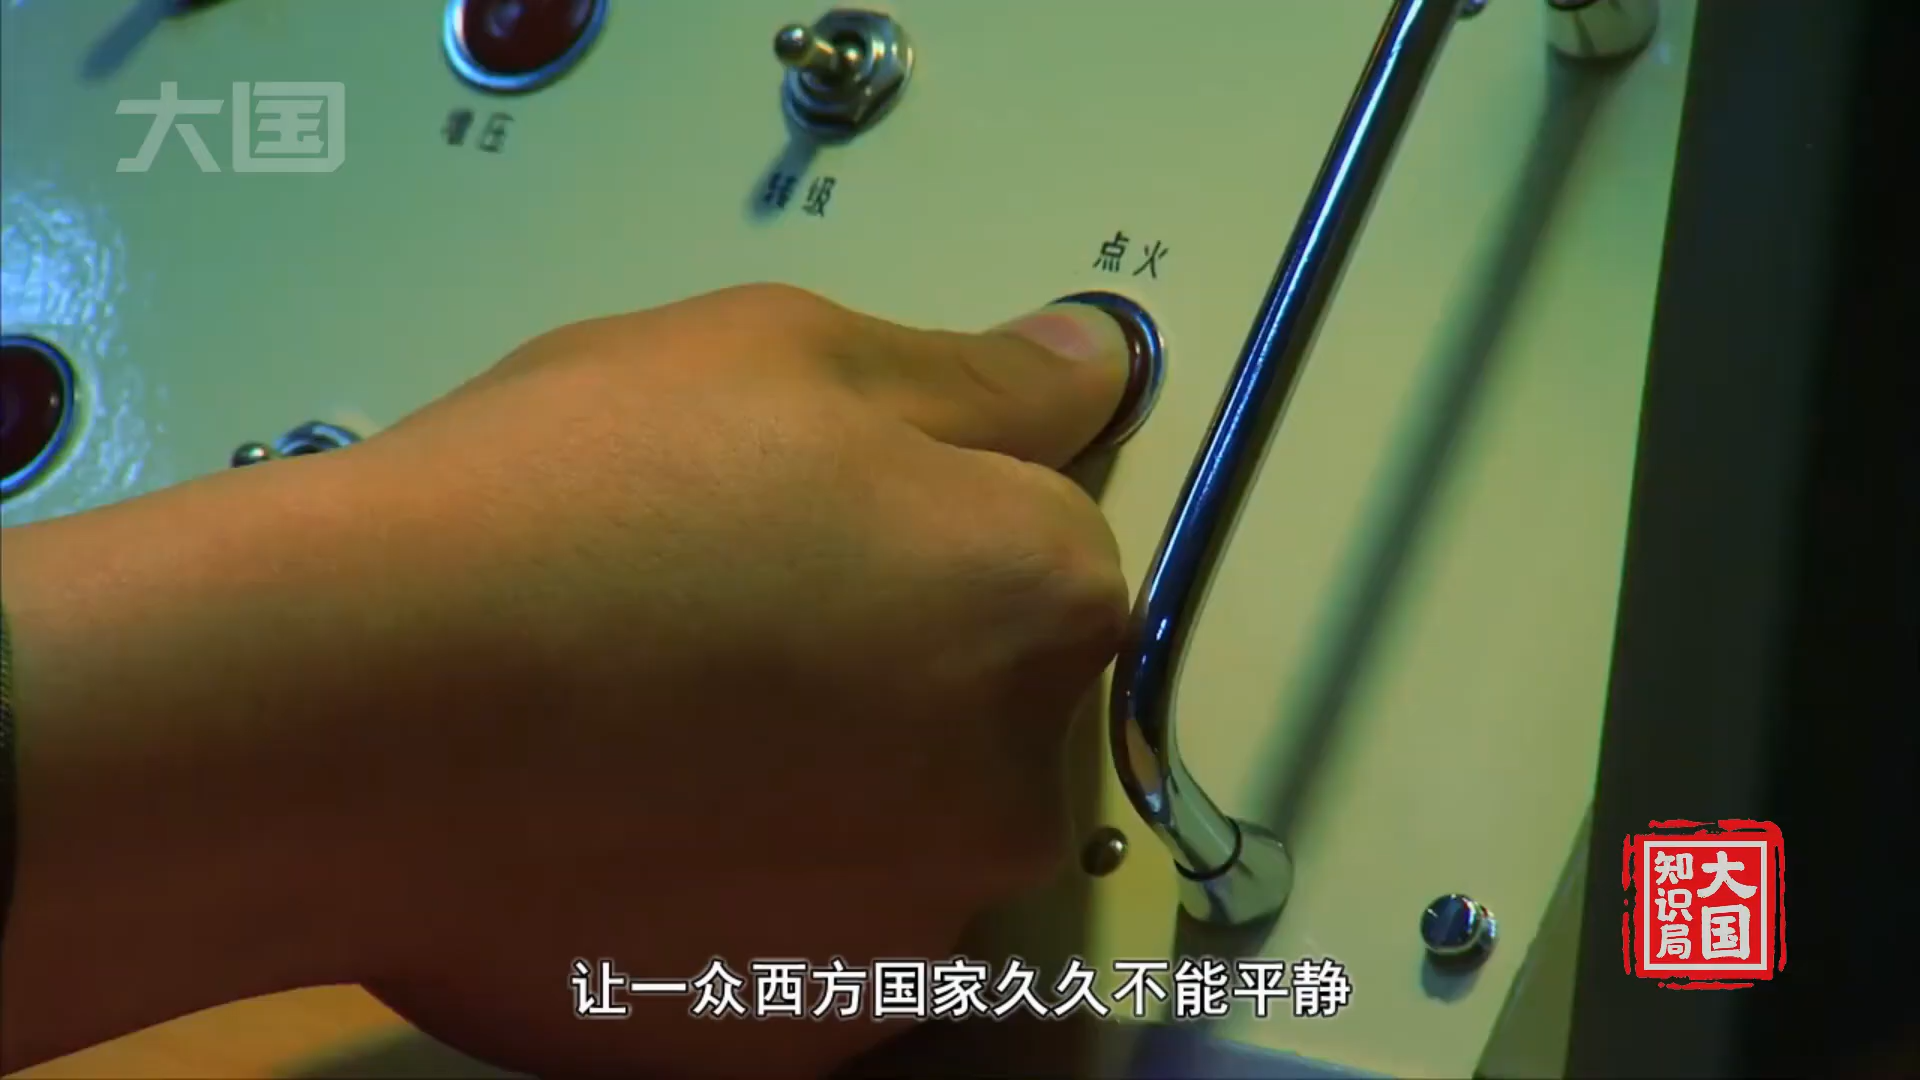 大国
增压
转级
点火
大国
知识局
让一众西方国家久久不能平静